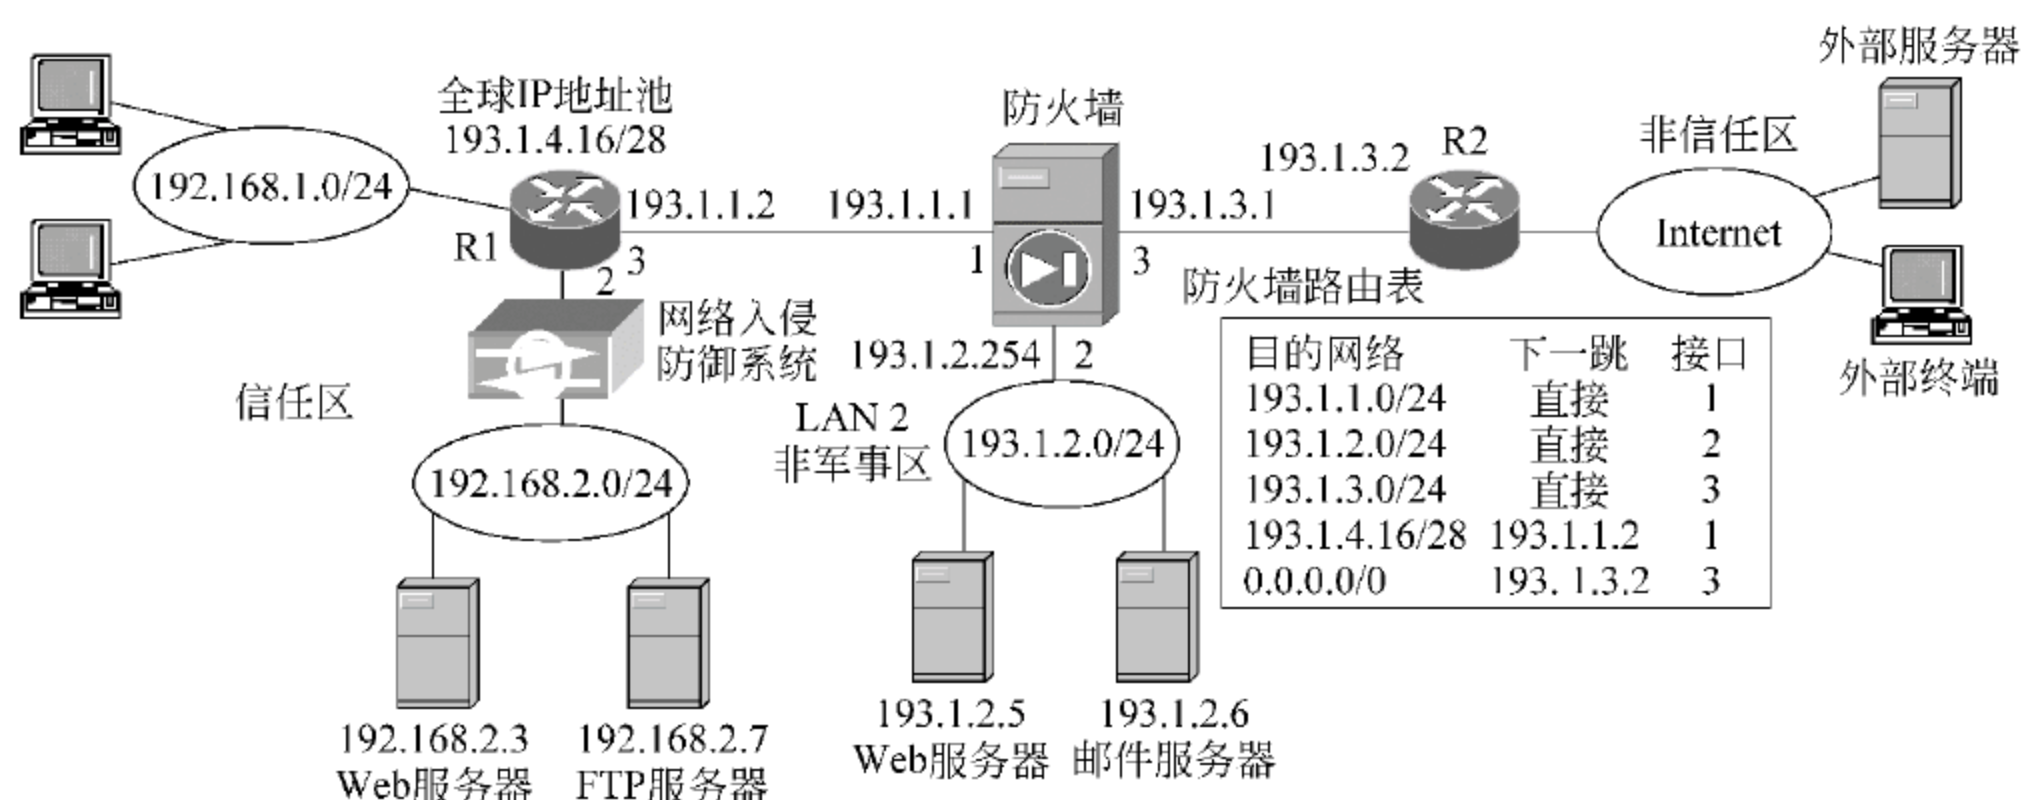 外部服务器
全球IP地址池
193.1.4.16/28
防火墙
193.1.3.2
R2
非信任区
192.168.1.0/24
R1
193.1.1.2
193.1.1.1
193.1.3.1
Internet
2
3
1
3
网络入侵
防御系统
防火墙路由表
193.1.2.254
2
外部终端
信任区
LAN 2
非军事区
193.1.2.0/24
192.168.2.0/24
目的网络 下一跳 接口
193.1.1.0/24 直接 1
193.1.2.0/24 直接 2
193.1.3.0/24 直接 3
193.1.4.16/28 193.1.1.2 1
0.0.0.0/0 193. 1.3.2 3
192.168.2.3
Web服务器
192.168.2.7
FTP服务器
193.1.2.5
Web服务器
193.1.2.6
邮件服务器